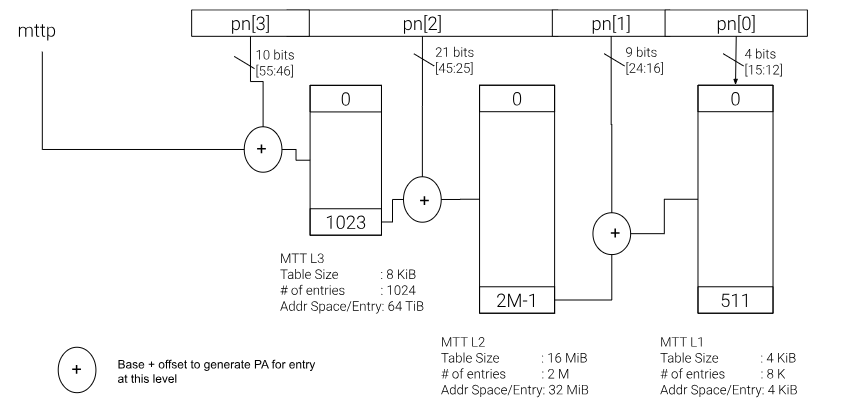 mttp
pn[3]
pn[2]
pn[1]
pn[0]
10 bits
[55:46]
21 bits
[45:25]
9 bits
[24:16]
4 bits
[15:12]
0
0
0
+
+
+
1023
2M-1
511
MTT L3
Table Size : 8 KiB
# of entries : 1024
Addr Space/Entry: 64 TiB
MTT L2
Table Size : 16 MiB
# of entries : 2 M
Addr Space/Entry: 32 MiB
MTT L1
Table Size : 4 KiB
# of entries : 8 K
Addr Space/Entry: 4 KiB
+
Base + offset to generate PA for entry
at this level